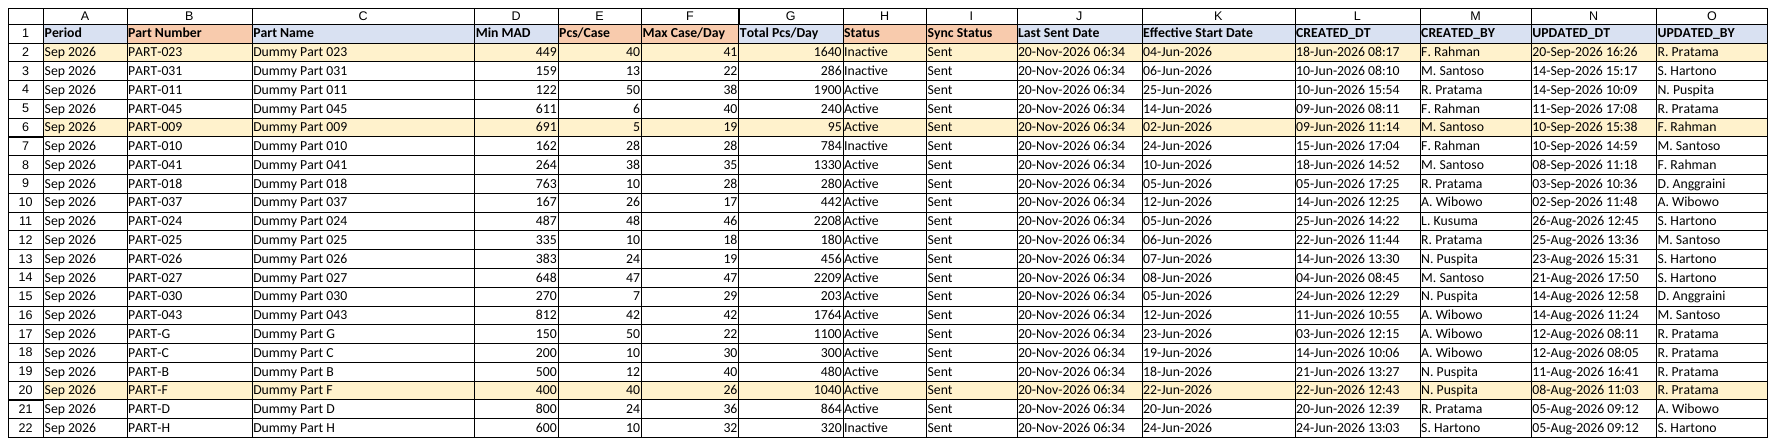 A B C D E F G H I J K L M N O
1 Period Part Number Part Name Min MAD Pcs/Case Max Case/Day Total Pcs/Day Status Sync Status Last Sent Date Effective Start Date CREATED_DT CREATED_BY UPDATED_DT UPDATED_BY
2 Sep 2026 PART-023 Dummy Part 023 449 40 41 1640 Inactive Sent 20-Nov-2026 06:34 04-Jun-2026 18-Jun-2026 08:17 F. Rahman 20-Sep-2026 16:26 R. Pratama
3 Sep 2026 PART-031 Dummy Part 031 159 13 22 286 Inactive Sent 20-Nov-2026 06:34 06-Jun-2026 10-Jun-2026 08:10 M. Santoso 14-Sep-2026 15:17 S. Hartono
4 Sep 2026 PART-011 Dummy Part 011 122 50 38 1900 Active Sent 20-Nov-2026 06:34 25-Jun-2026 10-Jun-2026 15:54 R. Pratama 14-Sep-2026 10:09 N. Puspita
5 Sep 2026 PART-045 Dummy Part 045 611 6 40 240 Active Sent 20-Nov-2026 06:34 14-Jun-2026 09-Jun-2026 08:11 F. Rahman 11-Sep-2026 17:08 R. Pratama
6 Sep 2026 PART-009 Dummy Part 009 691 5 19 95 Active Sent 20-Nov-2026 06:34 02-Jun-2026 09-Jun-2026 11:14 M. Santoso 10-Sep-2026 15:38 F. Rahman
7 Sep 2026 PART-010 Dummy Part 010 162 28 28 784 Inactive Sent 20-Nov-2026 06:34 24-Jun-2026 15-Jun-2026 17:04 F. Rahman 10-Sep-2026 14:59 M. Santoso
8 Sep 2026 PART-041 Dummy Part 041 264 38 35 1330 Active Sent 20-Nov-2026 06:34 10-Jun-2026 18-Jun-2026 14:52 M. Santoso 08-Sep-2026 11:18 F. Rahman
9 Sep 2026 PART-018 Dummy Part 018 763 10 28 280 Active Sent 20-Nov-2026 06:34 05-Jun-2026 05-Jun-2026 17:25 R. Pratama 03-Sep-2026 10:36 D. Anggraini
10 Sep 2026 PART-037 Dummy Part 037 167 26 17 442 Active Sent 20-Nov-2026 06:34 12-Jun-2026 14-Jun-2026 12:25 A. Wibowo 02-Sep-2026 11:48 A. Wibowo
11 Sep 2026 PART-024 Dummy Part 024 487 48 46 2208 Active Sent 20-Nov-2026 06:34 05-Jun-2026 25-Jun-2026 14:22 L. Kusuma 26-Aug-2026 12:45 S. Hartono
12 Sep 2026 PART-025 Dummy Part 025 335 10 18 180 Active Sent 20-Nov-2026 06:34 06-Jun-2026 22-Jun-2026 11:44 R. Pratama 25-Aug-2026 13:36 M. Santoso
13 Sep 2026 PART-026 Dummy Part 026 383 24 19 456 Active Sent 20-Nov-2026 06:34 07-Jun-2026 14-Jun-2026 13:30 N. Puspita 23-Aug-2026 15:31 S. Hartono
14 Sep 2026 PART-027 Dummy Part 027 648 47 47 2209 Active Sent 20-Nov-2026 06:34 08-Jun-2026 04-Jun-2026 08:45 M. Santoso 21-Aug-2026 17:50 S. Hartono
15 Sep 2026 PART-030 Dummy Part 030 270 7 29 203 Active Sent 20-Nov-2026 06:34 05-Jun-2026 24-Jun-2026 12:29 N. Puspita 14-Aug-2026 12:58 D. Anggraini
16 Sep 2026 PART-043 Dummy Part 043 812 42 42 1764 Active Sent 20-Nov-2026 06:34 12-Jun-2026 11-Jun-2026 10:55 A. Wibowo 14-Aug-2026 11:24 M. Santoso
17 Sep 2026 PART-G Dummy Part G 150 50 22 1100 Active Sent 20-Nov-2026 06:34 23-Jun-2026 03-Jun-2026 12:15 A. Wibowo 12-Aug-2026 08:11 R. Pratama
18 Sep 2026 PART-C Dummy Part C 200 10 30 300 Active Sent 20-Nov-2026 06:34 19-Jun-2026 14-Jun-2026 10:06 A. Wibowo 12-Aug-2026 08:05 R. Pratama
19 Sep 2026 PART-B Dummy Part B 500 12 40 480 Active Sent 20-Nov-2026 06:34 18-Jun-2026 21-Jun-2026 13:27 N. Puspita 11-Aug-2026 16:41 R. Pratama
20 Sep 2026 PART-F Dummy Part F 400 40 26 1040 Active Sent 20-Nov-2026 06:34 22-Jun-2026 22-Jun-2026 12:43 N. Puspita 08-Aug-2026 11:03 R. Pratama
21 Sep 2026 PART-D Dummy Part D 800 24 36 864 Active Sent 20-Nov-2026 06:34 20-Jun-2026 20-Jun-2026 12:39 R. Pratama 05-Aug-2026 09:12 A. Wibowo
22 Sep 2026 PART-H Dummy Part H 600 10 32 320 Inactive Sent 20-Nov-2026 06:34 24-Jun-2026 24-Jun-2026 13:03 S. Hartono 05-Aug-2026 09:12 S. Hartono